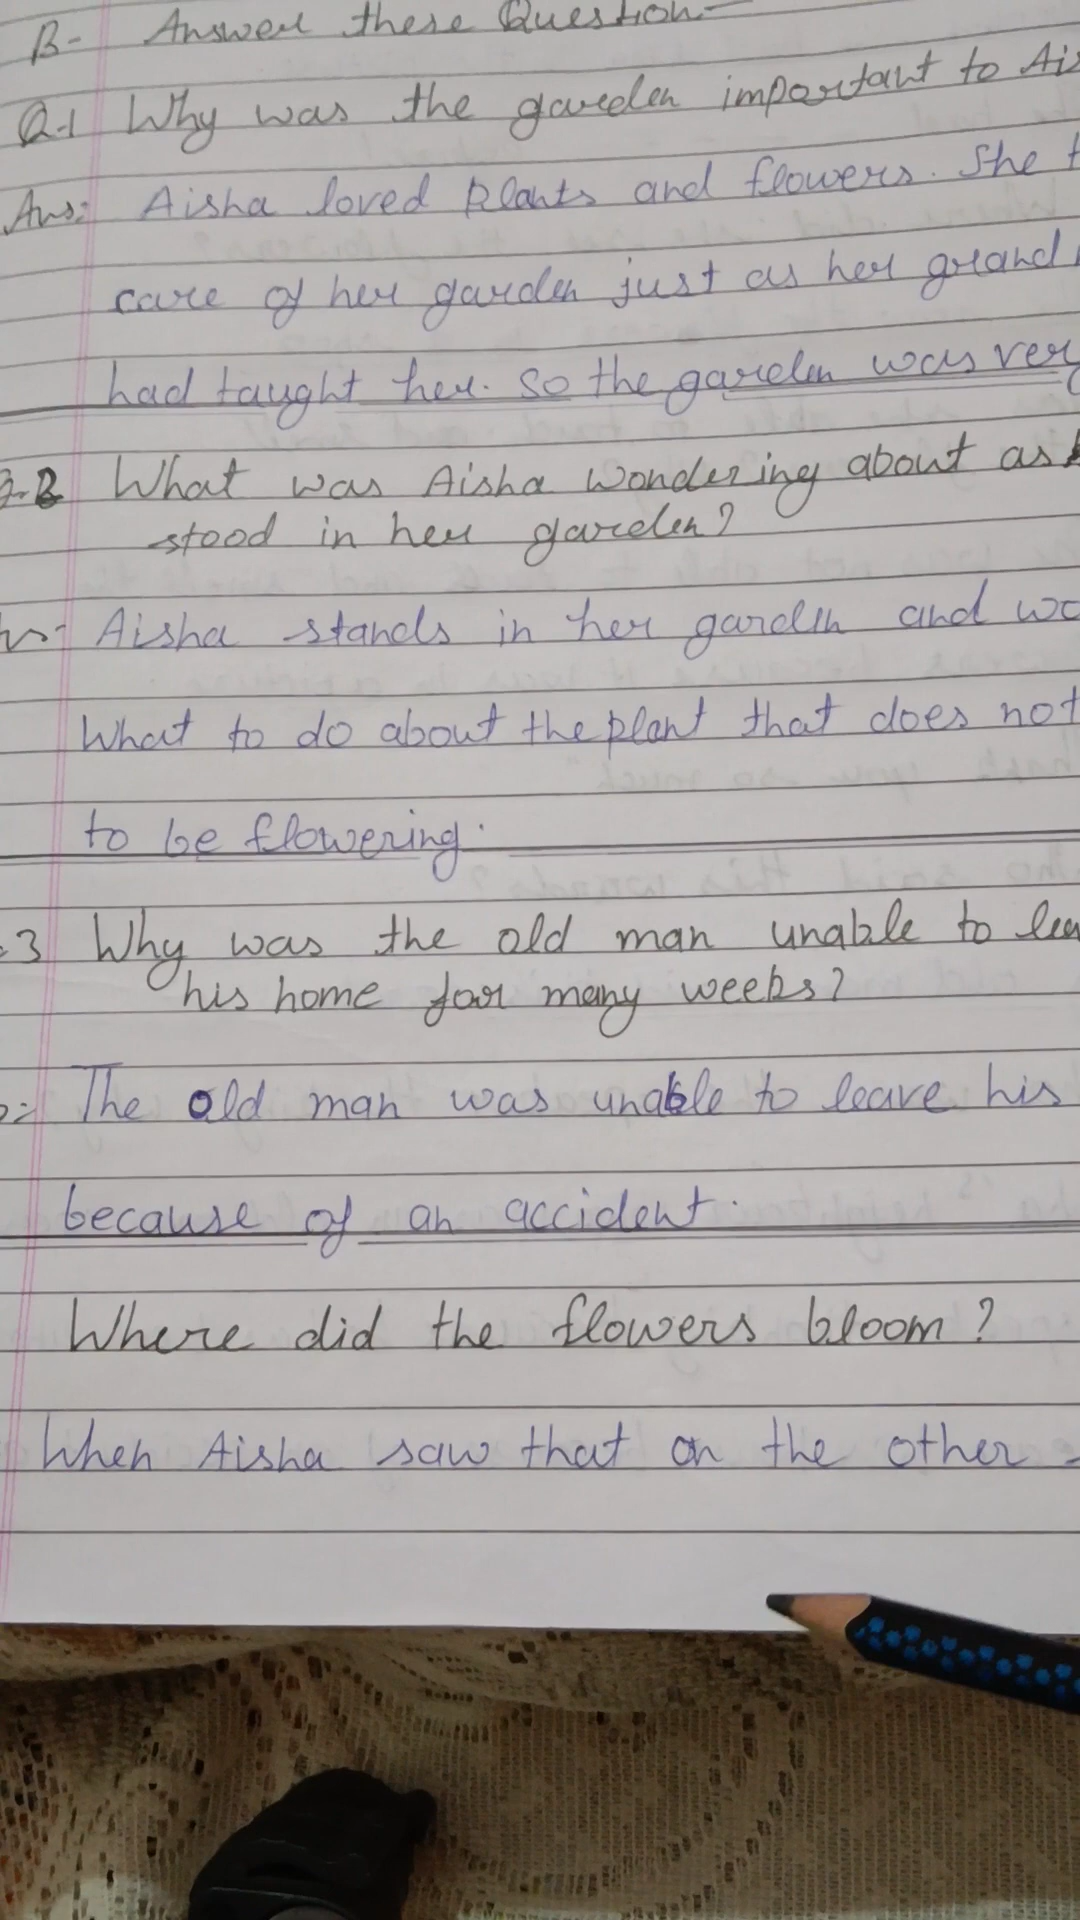 B- Answer these Question-
Q.1 Why was the garden important to
Ans: Aisha loved plants and flowers. She
care of her garden just as her grand
had taught her. so the garden was very
What was Aisha wondering about as
stood in her garden?
Aisha stands in her garden and
What to do about the plant that does not
to be flowering.
3 Why was the old man unable to
his home for many weeks?
The old man was unable to leave his
because of an accident.
Where did the flowers bloom?
When Aisha saw that on the other